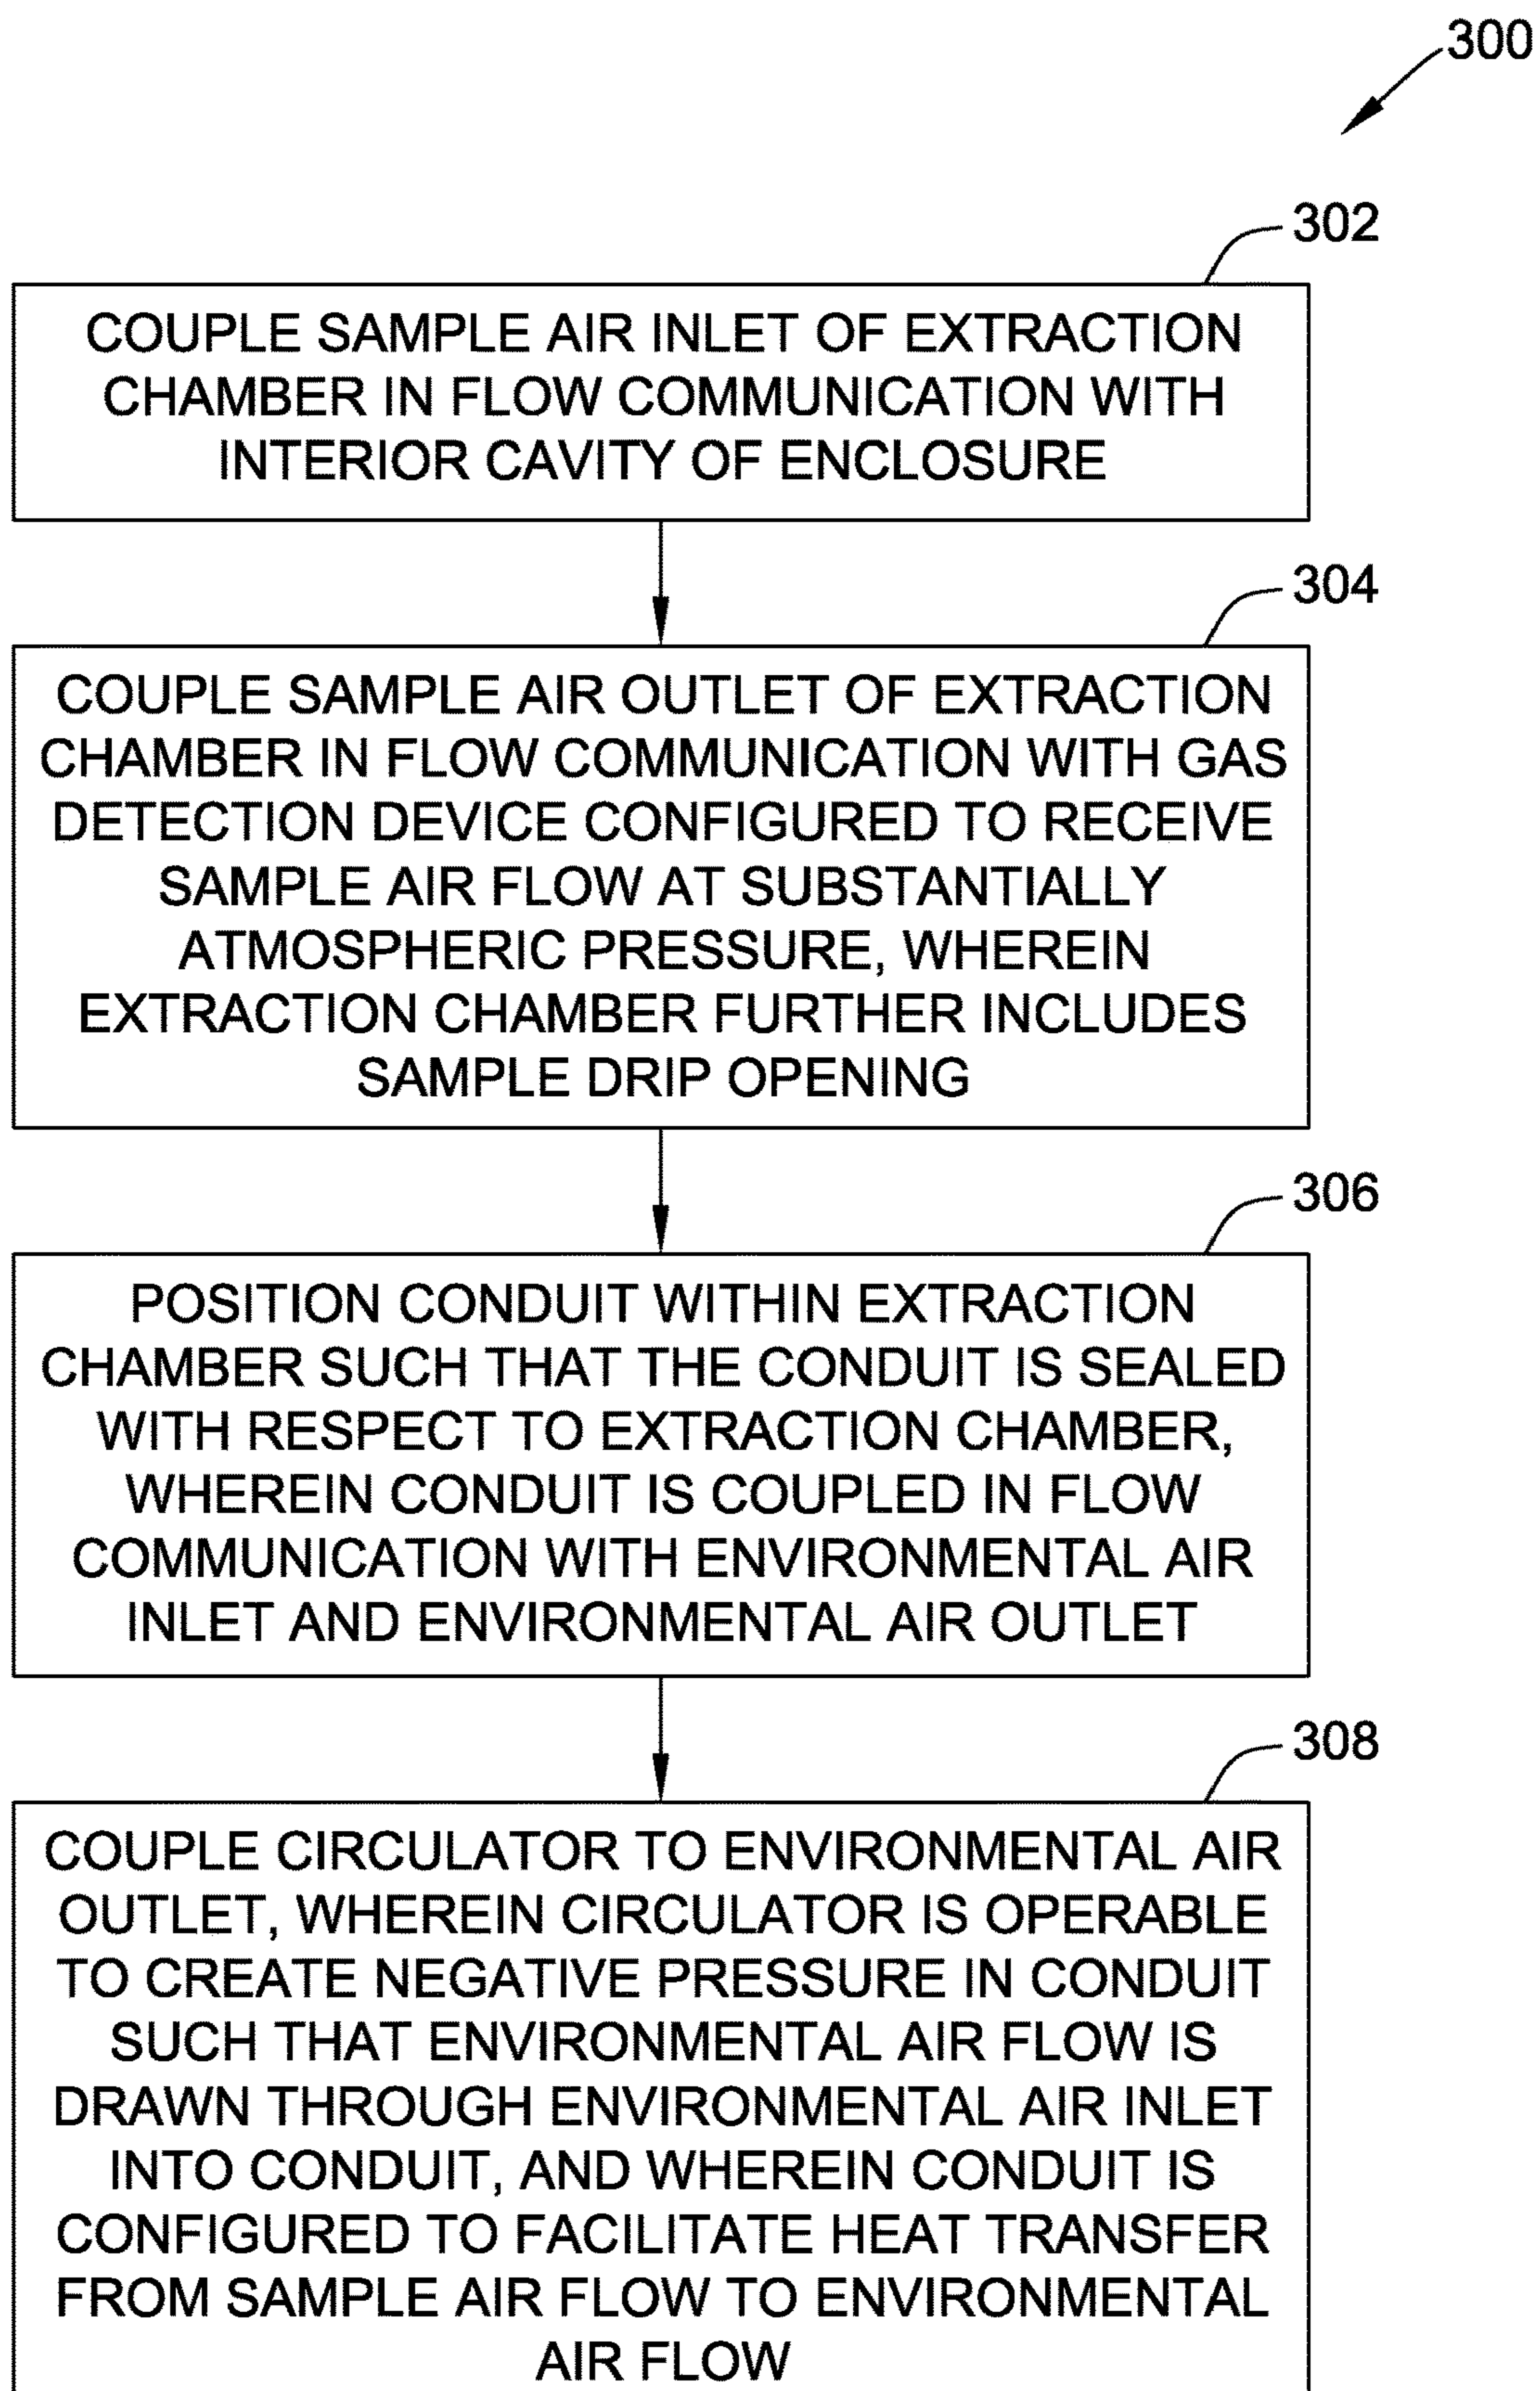 300
302
COUPLE SAMPLE AIR INLET OF EXTRACTION
CHAMBER IN FLOW COMMUNICATION WITH
INTERIOR CAVITY OF ENCLOSURE
304
COUPLE SAMPLE AIR OUTLET OF EXTRACTION
CHAMBER IN FLOW COMMUNICATION WITH GAS
DETECTION DEVICE CONFIGURED TO RECEIVE
SAMPLE AIR FLOW AT SUBSTANTIALLY
ATMOSPHERIC PRESSURE, WHEREIN
EXTRACTION CHAMBER FURTHER INCLUDES
SAMPLE DRIP OPENING
306
POSITION CONDUIT WITHIN EXTRACTION
CHAMBER SUCH THAT THE CONDUIT IS SEALED
WITH RESPECT TO EXTRACTION CHAMBER,
WHEREIN CONDUIT IS COUPLED IN FLOW
COMMUNICATION WITH ENVIRONMENTAL AIR
INLET AND ENVIRONMENTAL AIR OUTLET
308
COUPLE CIRCULATOR TO ENVIRONMENTAL AIR
OUTLET, WHEREIN CIRCULATOR IS OPERABLE
TO CREATE NEGATIVE PRESSURE IN CONDUIT
SUCH THAT ENVIRONMENTAL AIR FLOW IS
DRAWN THROUGH ENVIRONMENTAL AIR INLET
INTO CONDUIT, AND WHEREIN CONDUIT IS
CONFIGURED TO FACILITATE HEAT TRANSFER
FROM SAMPLE AIR FLOW TO ENVIRONMENTAL
AIR FLOW